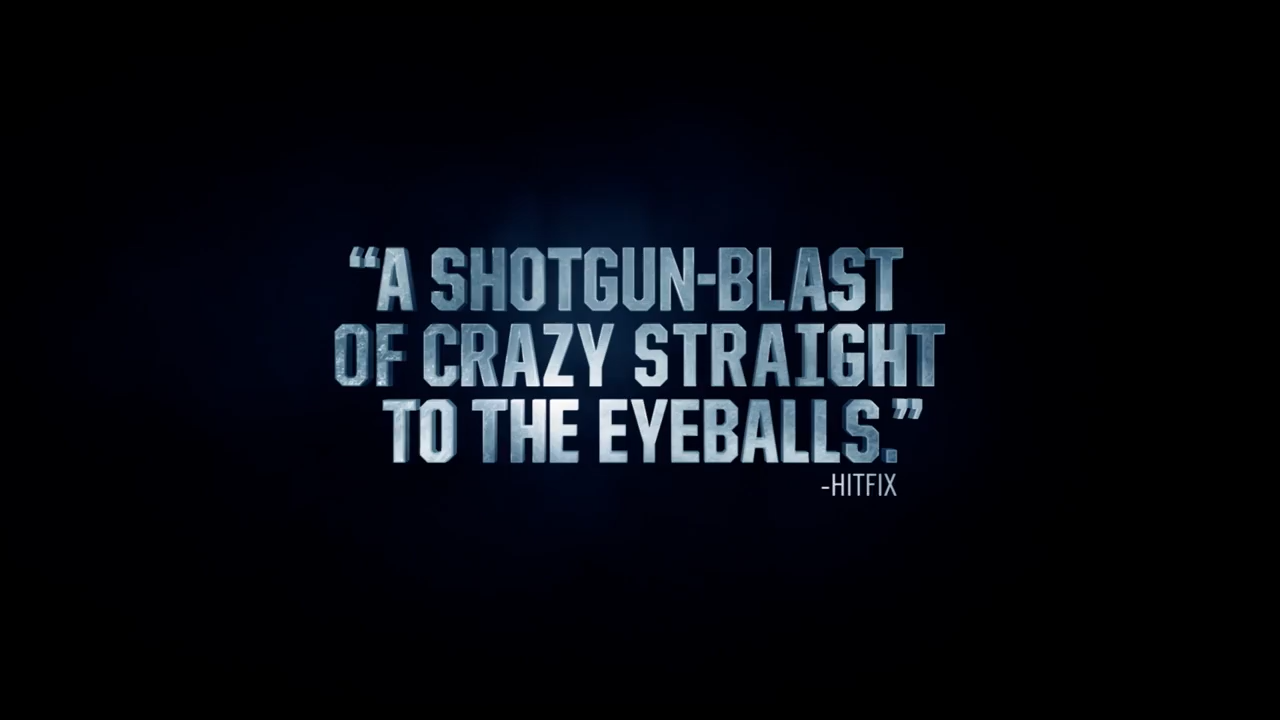 “A SHOTGUN-BLAST
OF CRAZY STRAIGHT
TO THE EYEBALLS.”
-HITFIX